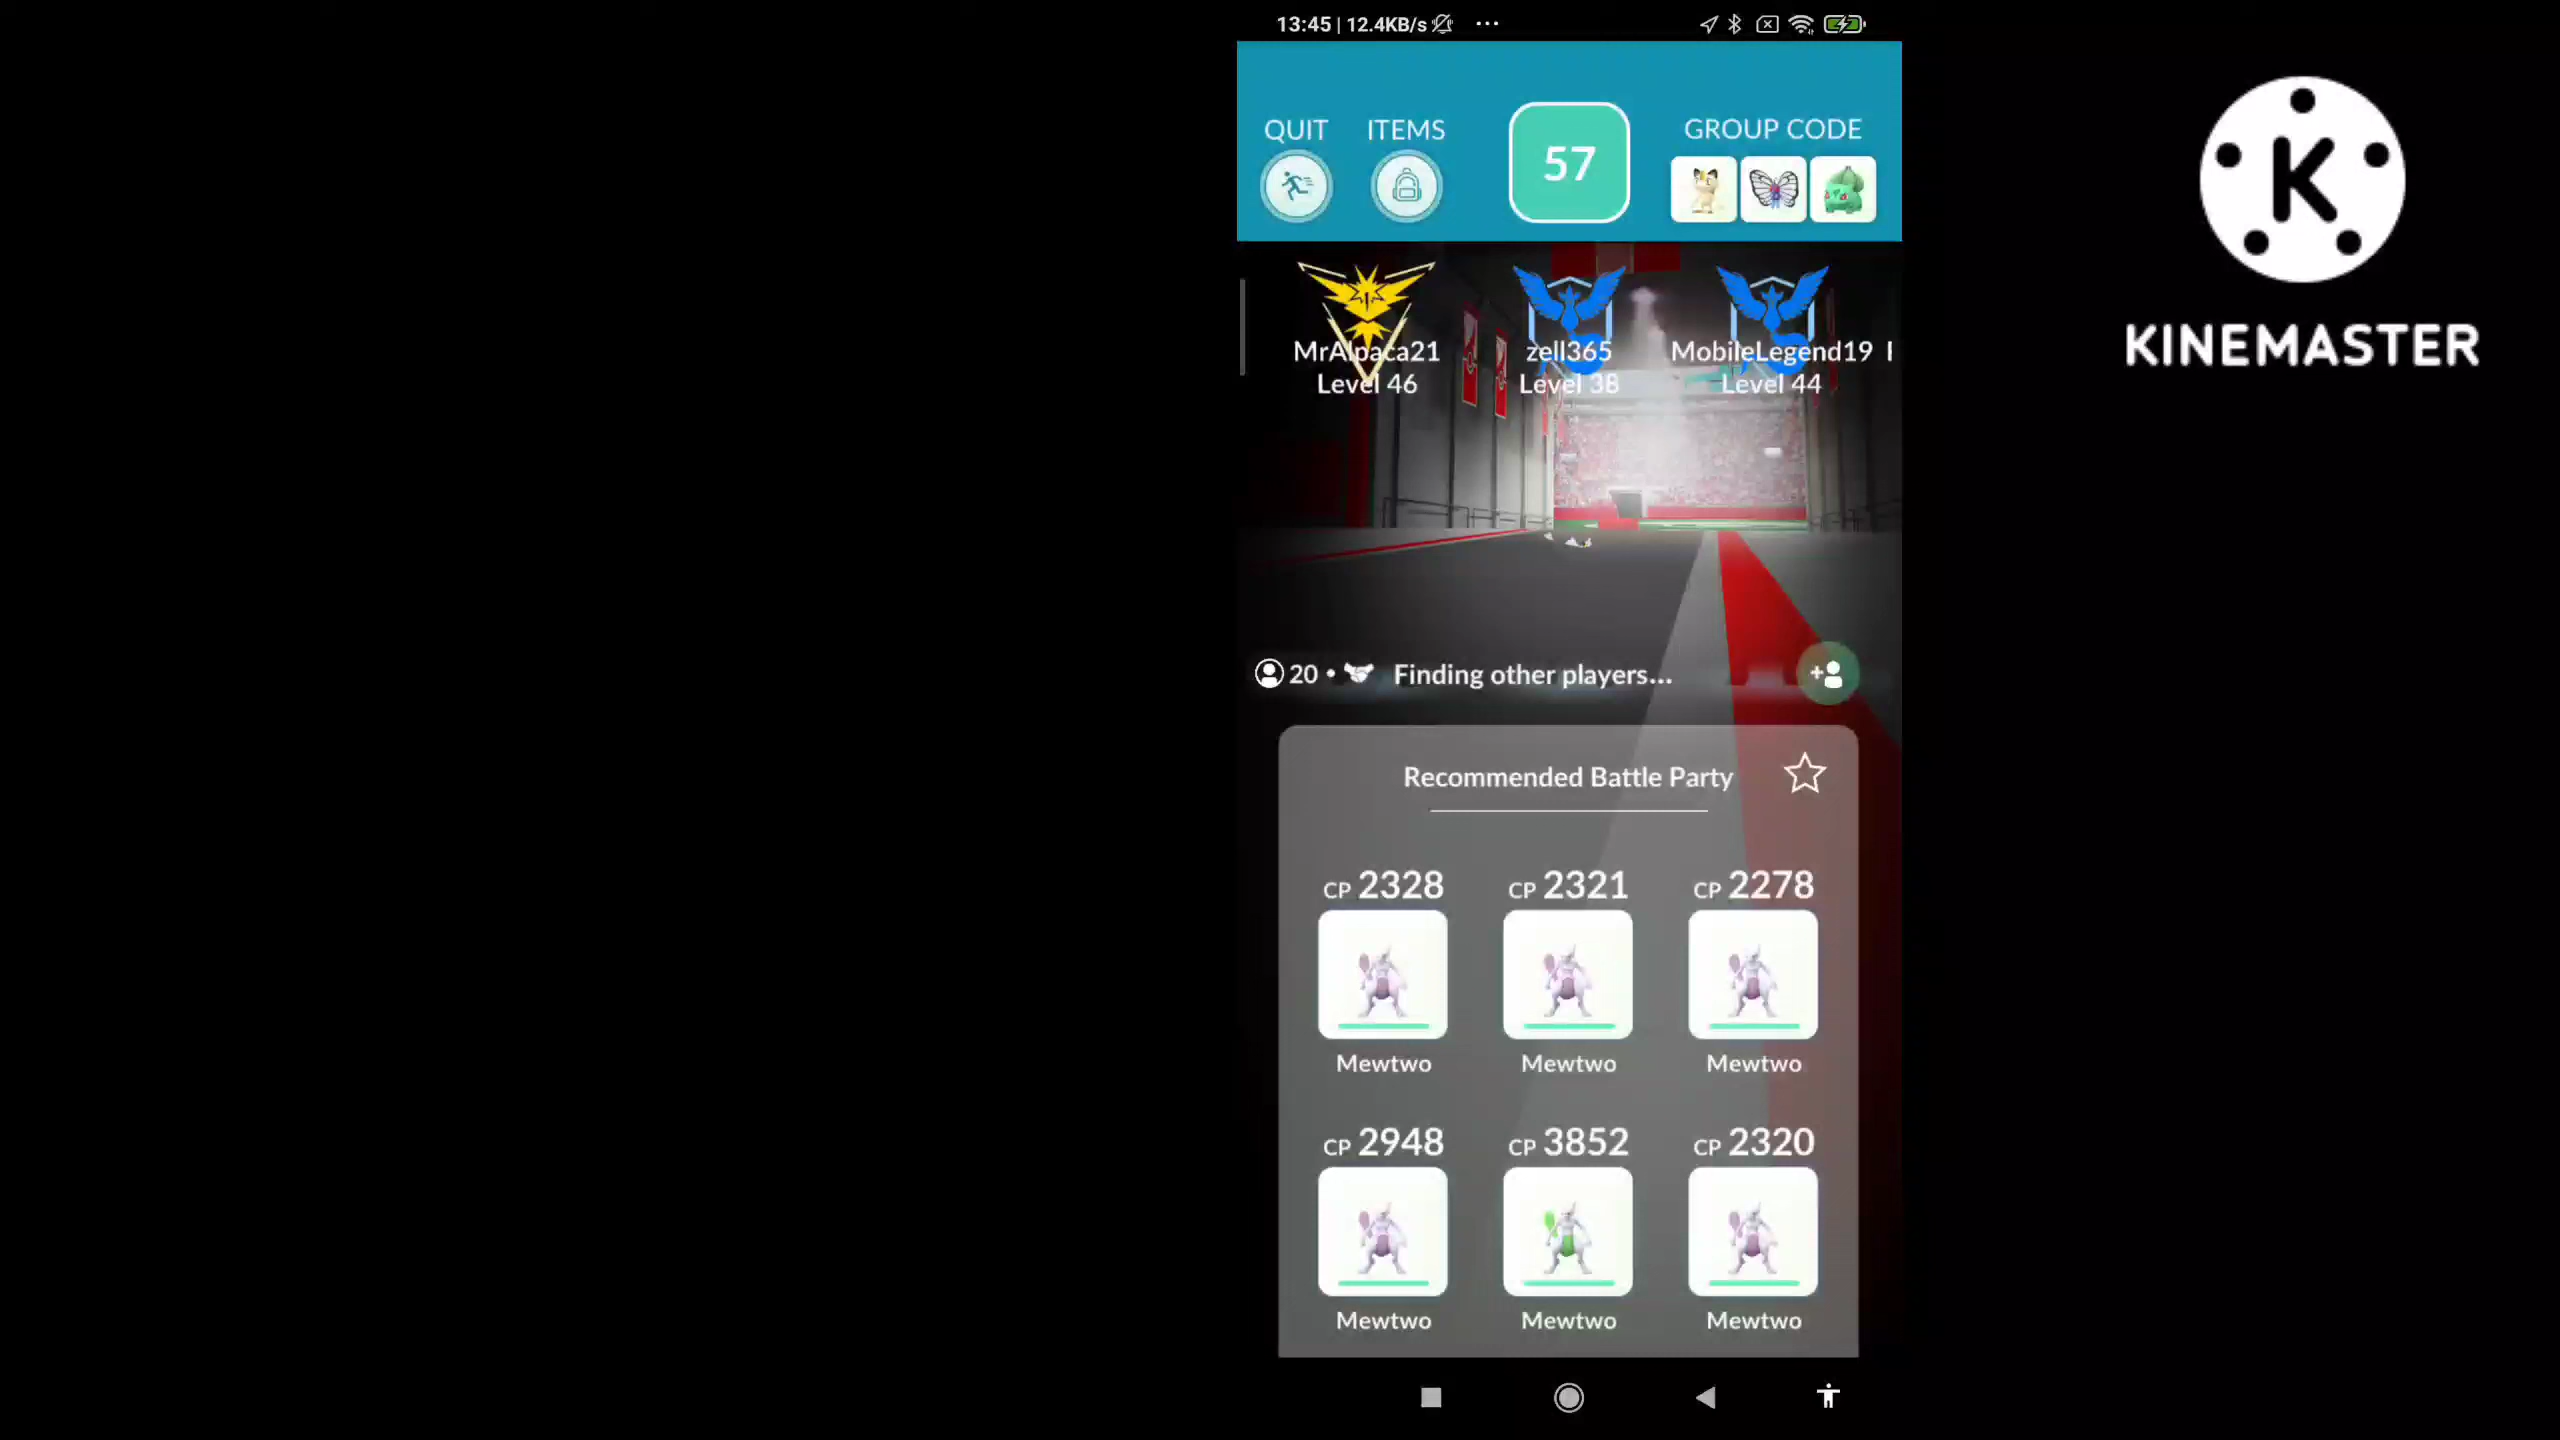 13:45 | 12.4KB/s
QUIT ITEMS
57
GROUP CODE
MrAlpaca21
Level 46
zell365
Level 38
MobileLegend19
Level 44
20 • Finding other players...
Recommended Battle Party
CP 2328 CP 2321 CP 2278
Mewtwo Mewtwo Mewtwo
CP 2948 CP 3852 CP 2320
Mewtwo Mewtwo Mewtwo
K
KINEMASTER